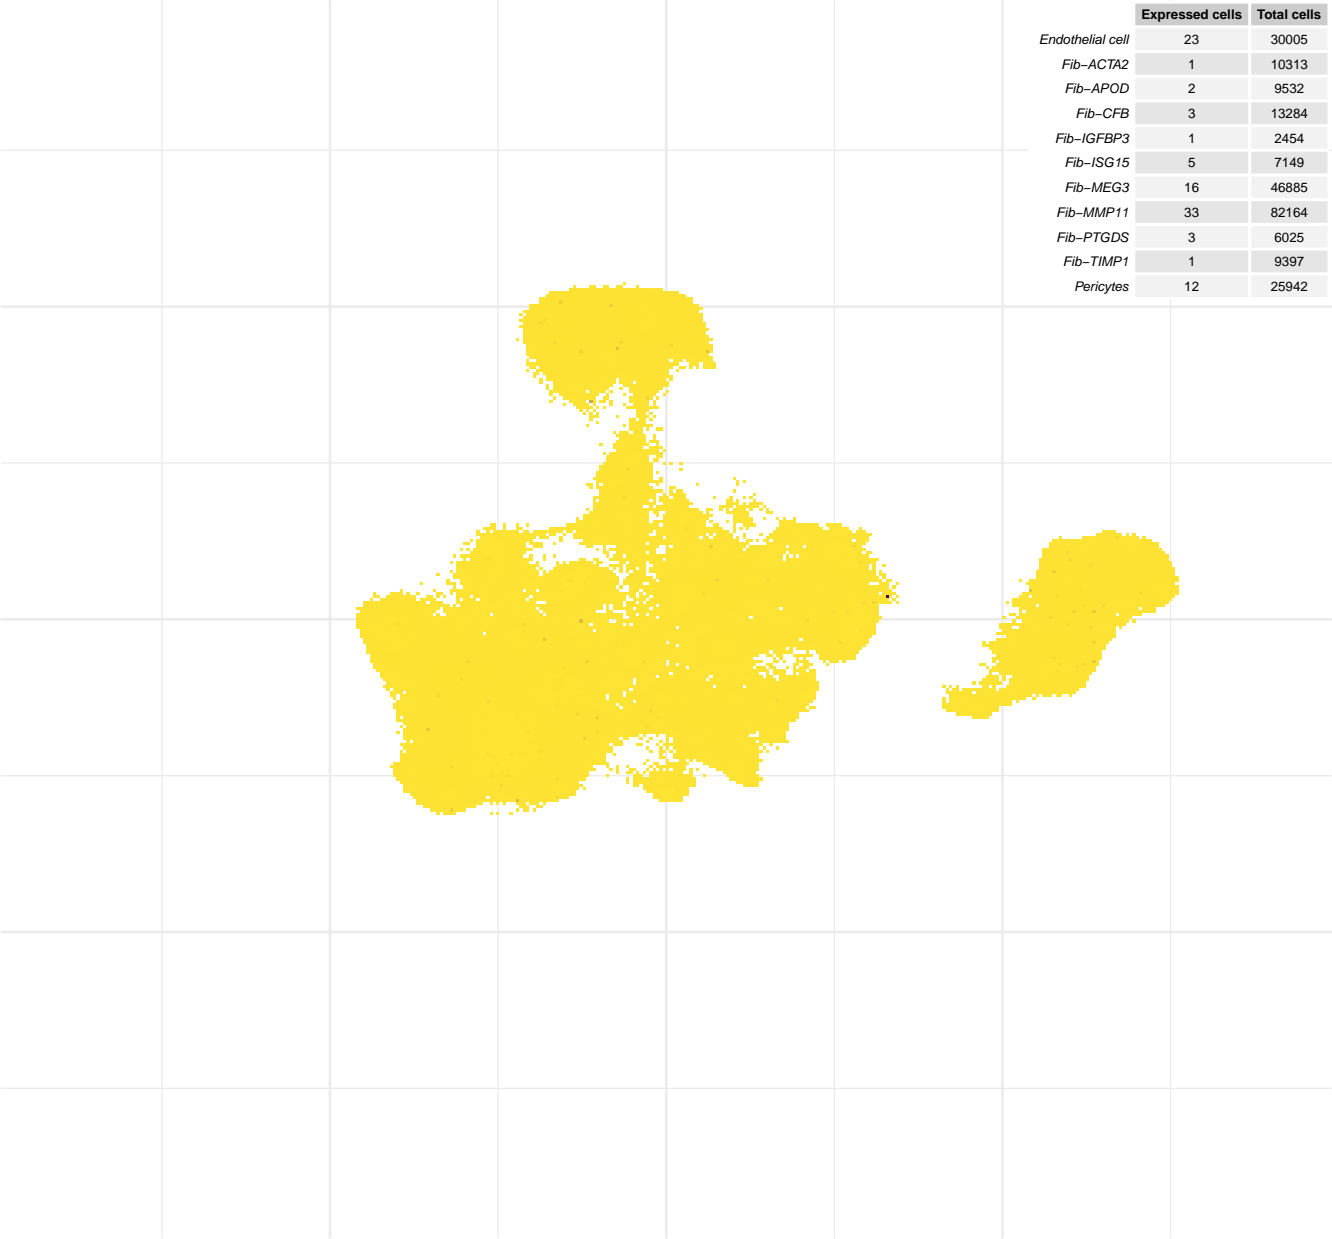 Expressed cells Total cells
Endothelial cell 23 30005
Fib−ACTA2 1 10313
Fib−APOD 2 9532
Fib−CFB 3 13284
Fib−IGFBP3 1 2454
Fib−ISG15 5 7149
Fib−MEG3 16 46885
Fib−MMP11 33 82164
Fib−PTGDS 3 6025
Fib−TIMP1 1 9397
Pericytes 12 25942